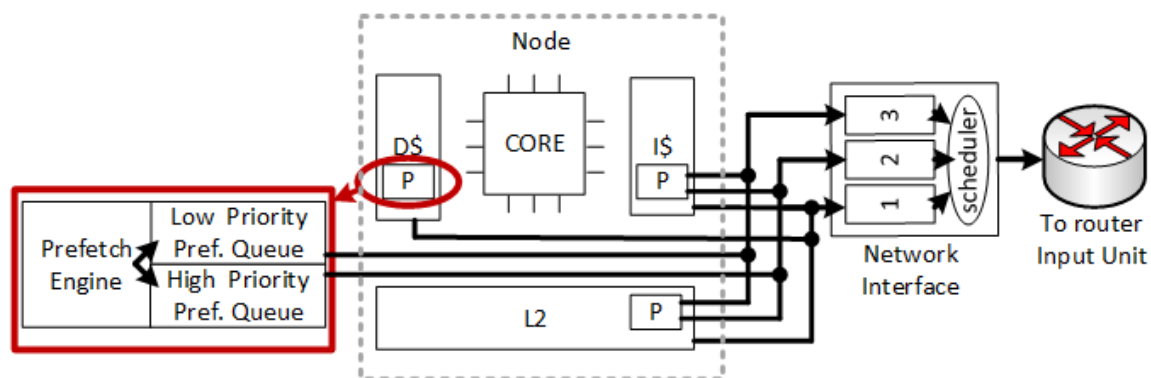 Node
D$
P
CORE
I$
P
3
2
1
scheduler
Network
Interface
To router
Input Unit
Prefetch
Engine
Low Priority
Pref. Queue
High Priority
Pref. Queue
L2
P